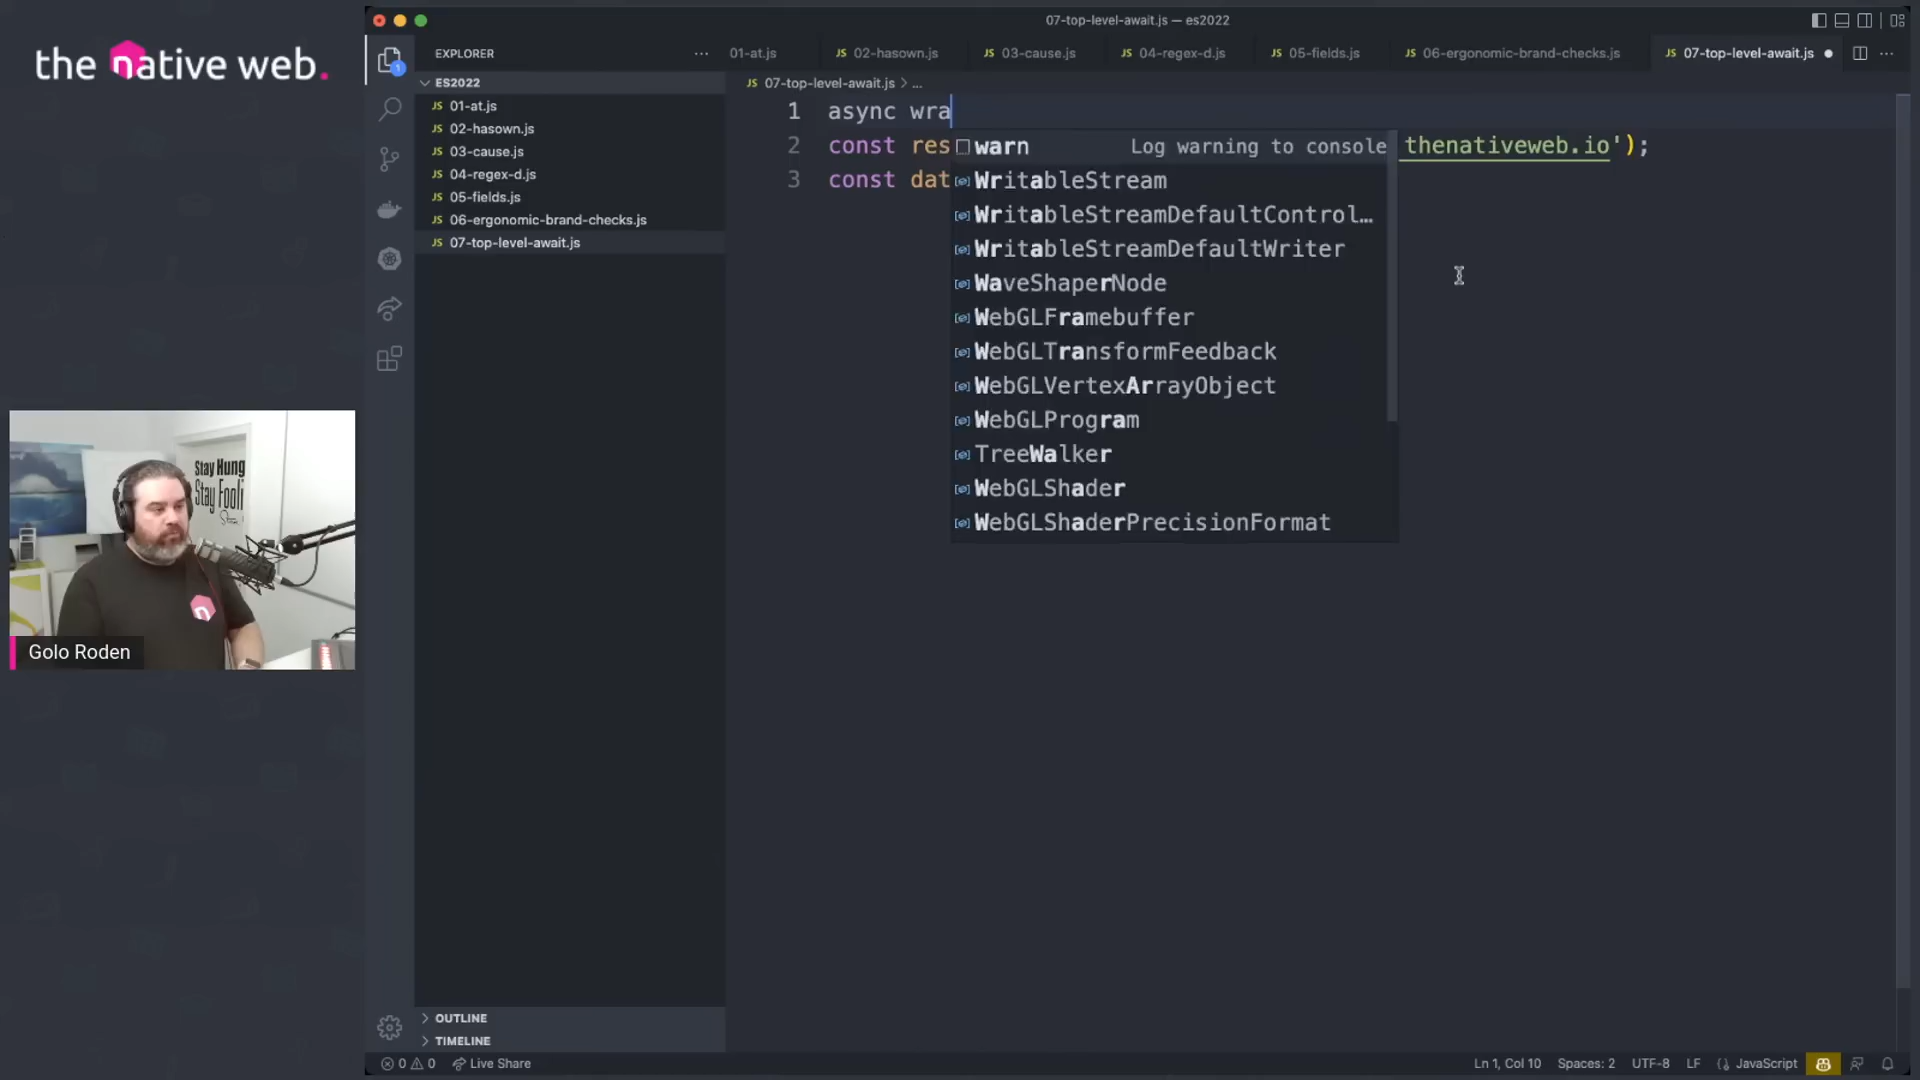 07-top-level-await.js — es2022
the native web.
EXPLORER
01-at.js
02-hasown.js
03-cause.js
04-regex-d.js
05-fields.js
06-ergonomic-brand-checks.js
07-top-level-await.js
ES2022
01-at.js
02-hasown.js
03-cause.js
04-regex-d.js
05-fields.js
06-ergonomic-brand-checks.js
07-top-level-await.js
07-top-level-await.js > ...
1 async wra
2 const res thenativeweb.io');
3 const dat
warn Log warning to console
WritableStream
WritableStreamDefaultControl…
WritableStreamDefaultWriter
WaveShaperNode
WebGLFramebuffer
WebGLTransformFeedback
WebGLVertexArrayObject
WebGLProgram
TreeWalker
WebGLShader
WebGLShaderPrecisionFormat
Stay Hung
Stay Fooli
Golo Roden
OUTLINE
TIMELINE
0 0 Live Share
Ln 1, Col 10 Spaces: 2 UTF-8 LF JavaScript